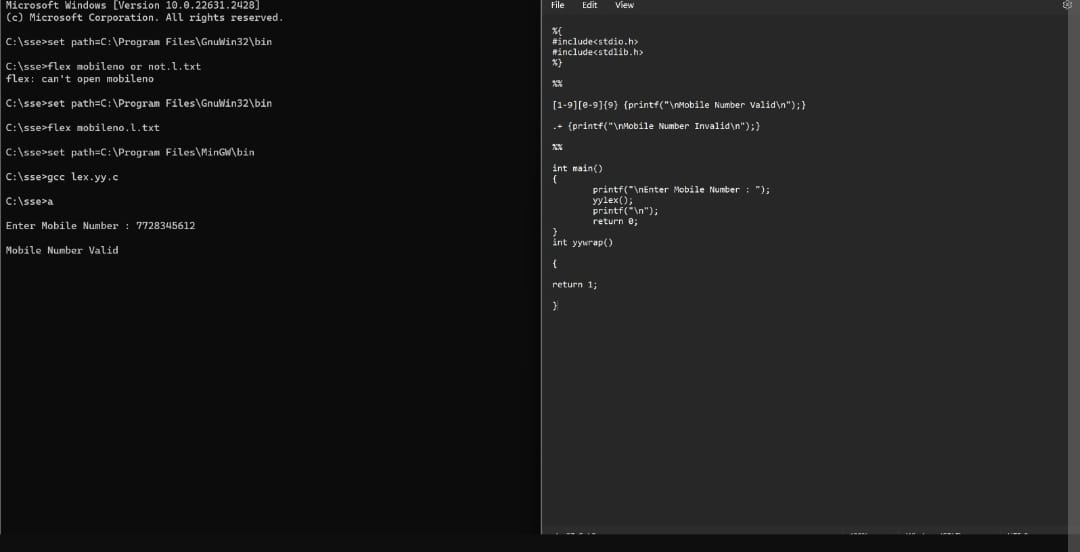 Microsoft Windows [Version 10.0.22631.2428]
(c) Microsoft Corporation. All rights reserved.
C:\sse>set path=C:\Program Files\GnuWin32\bin
C:\sse>flex mobileno or not.l.txt
flex: can't open mobileno
C:\sse>set path=C:\Program Files\GnuWin32\bin
C:\sse>flex mobileno.l.txt
C:\sse>set path=C:\Program Files\MinGW\bin
C:\sse>gcc lex.yy.c
C:\sse>a
Enter Mobile Number : 7728345612
Mobile Number Valid
File Edit View
%{
#include<stdio.h>
#include<stdlib.h>
%}
%%
[1-9][0-9]{9} {printf("\nMobile Number Valid\n");}
.+ {printf("\nMobile Number Invalid\n");}
%%
int main()
{
printf("\nEnter Mobile Number : ");
yylex();
printf("\n");
return 0;
}
int yywrap()
{
return 1;
}